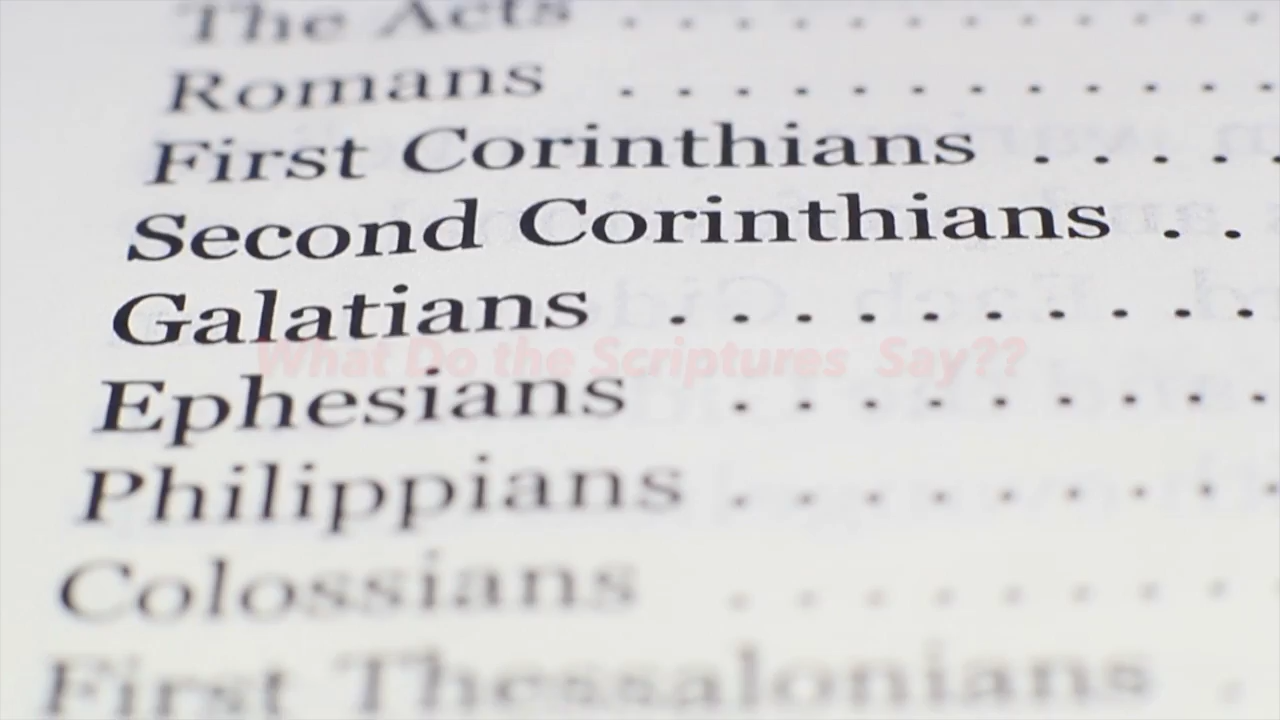 The Acts . . . . . . . . . . . .
Romans . . . . . . . . . . . .
First Corinthians . . . . .
Second Corinthians . .
Galatians . . . . . . . . . .
What Do the Scriptures Say??
Ephesians . . . . . . . . .
Philippians . . . . . . . . .
Colossians . . . . . . . .
First Thessalonians .